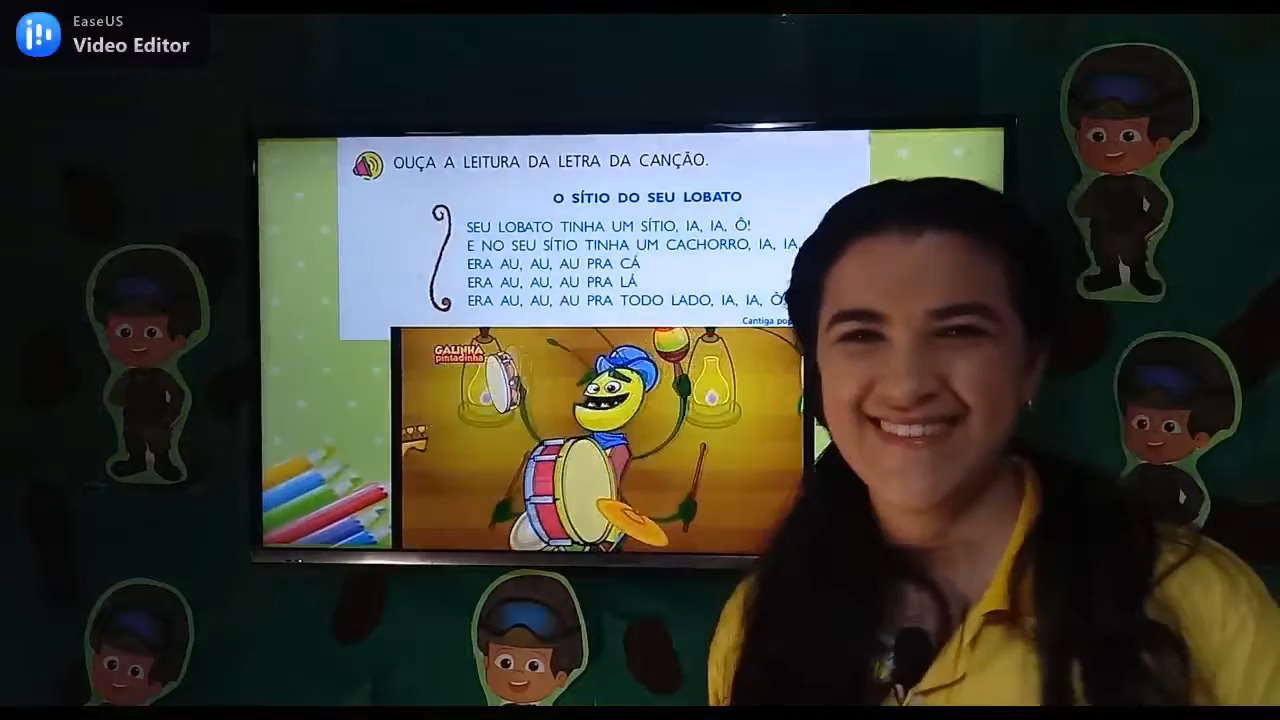 EaseUS
Video Editor
OUÇA A LEITURA DA LETRA DA CANÇÃO.
O SÍTIO DO SEU LOBATO
SEU LOBATO TINHA UM SÍTIO, IA, IA, Ô!
E NO SEU SÍTIO TINHA UM CACHORRO, IA, IA,
ERA AU, AU, AU PRA CÁ
ERA AU, AU, AU PRA LÁ
ERA AU, AU, AU PRA TODO LADO, IA, IA, Ô
Cantiga
GALINHA
pintadinha